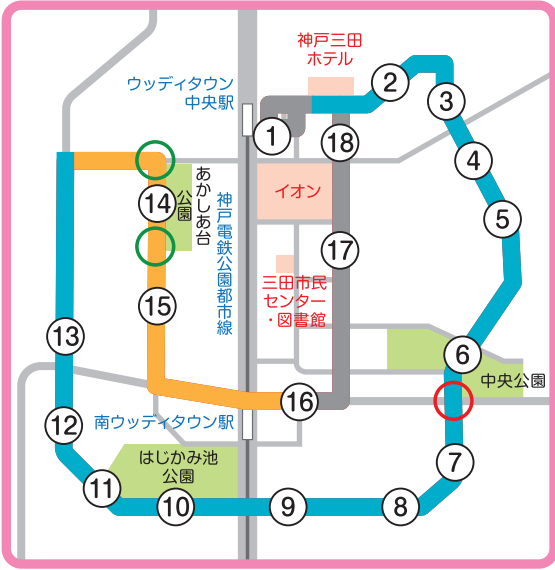 神戸三田
ホテル
ウッディタウン
中央駅
①
②
③
④
⑤
⑱
⑭
あかしあ台
公園
イオン
神戸電鉄公園都市線
⑰
三田市民
センター
・図書館
⑮
⑬
⑥
中央公園
⑯
南ウッディタウン駅
⑫
はじかみ池
公園
⑦
⑪
⑩
⑨
⑧